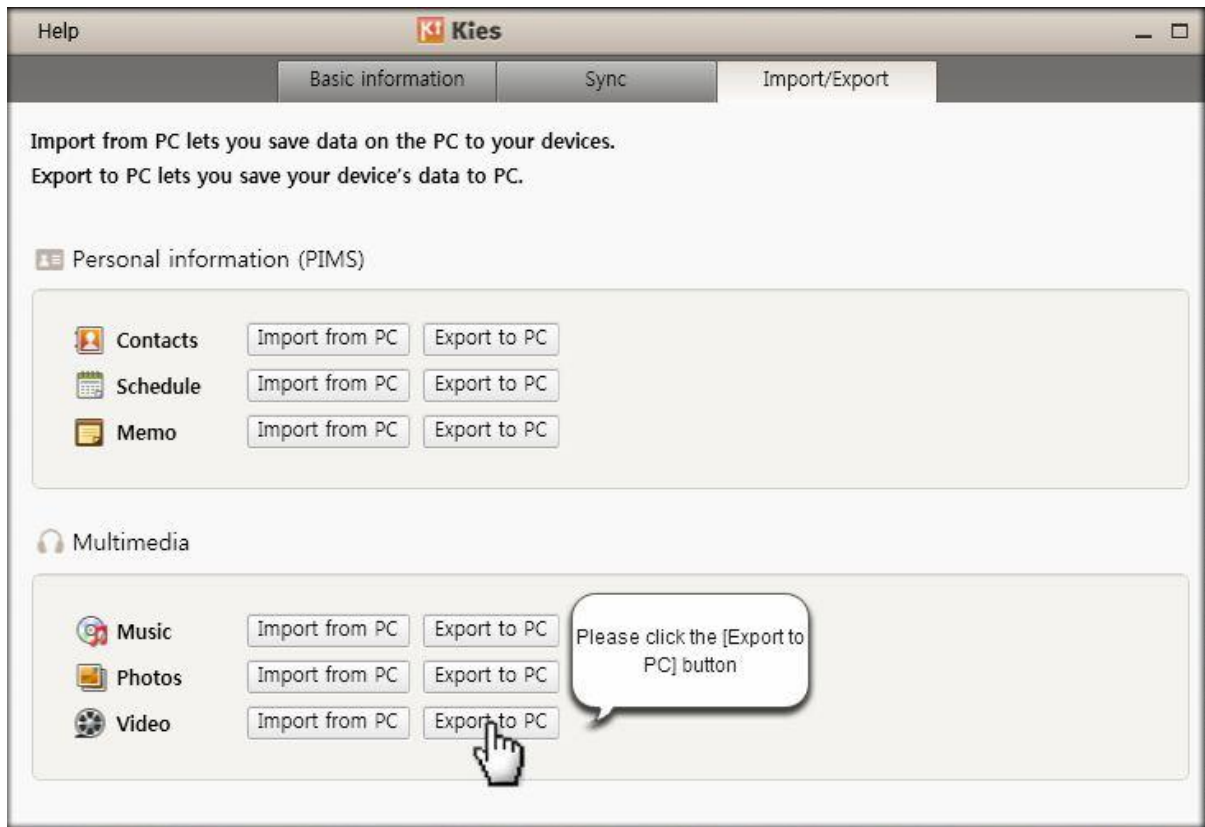 Help
Kies
Basic information
Sync
Import/Export
Import from PC lets you save data on the PC to your devices.
Export to PC lets you save your device's data to PC.
Personal information (PIMS)
Contacts Import from PC Export to PC
Schedule Import from PC Export to PC
Memo Import from PC Export to PC
Multimedia
Music Import from PC Export to PC
Photos Import from PC Export to PC
Video Import from PC Export to PC
Please click the [Export to
PC] button